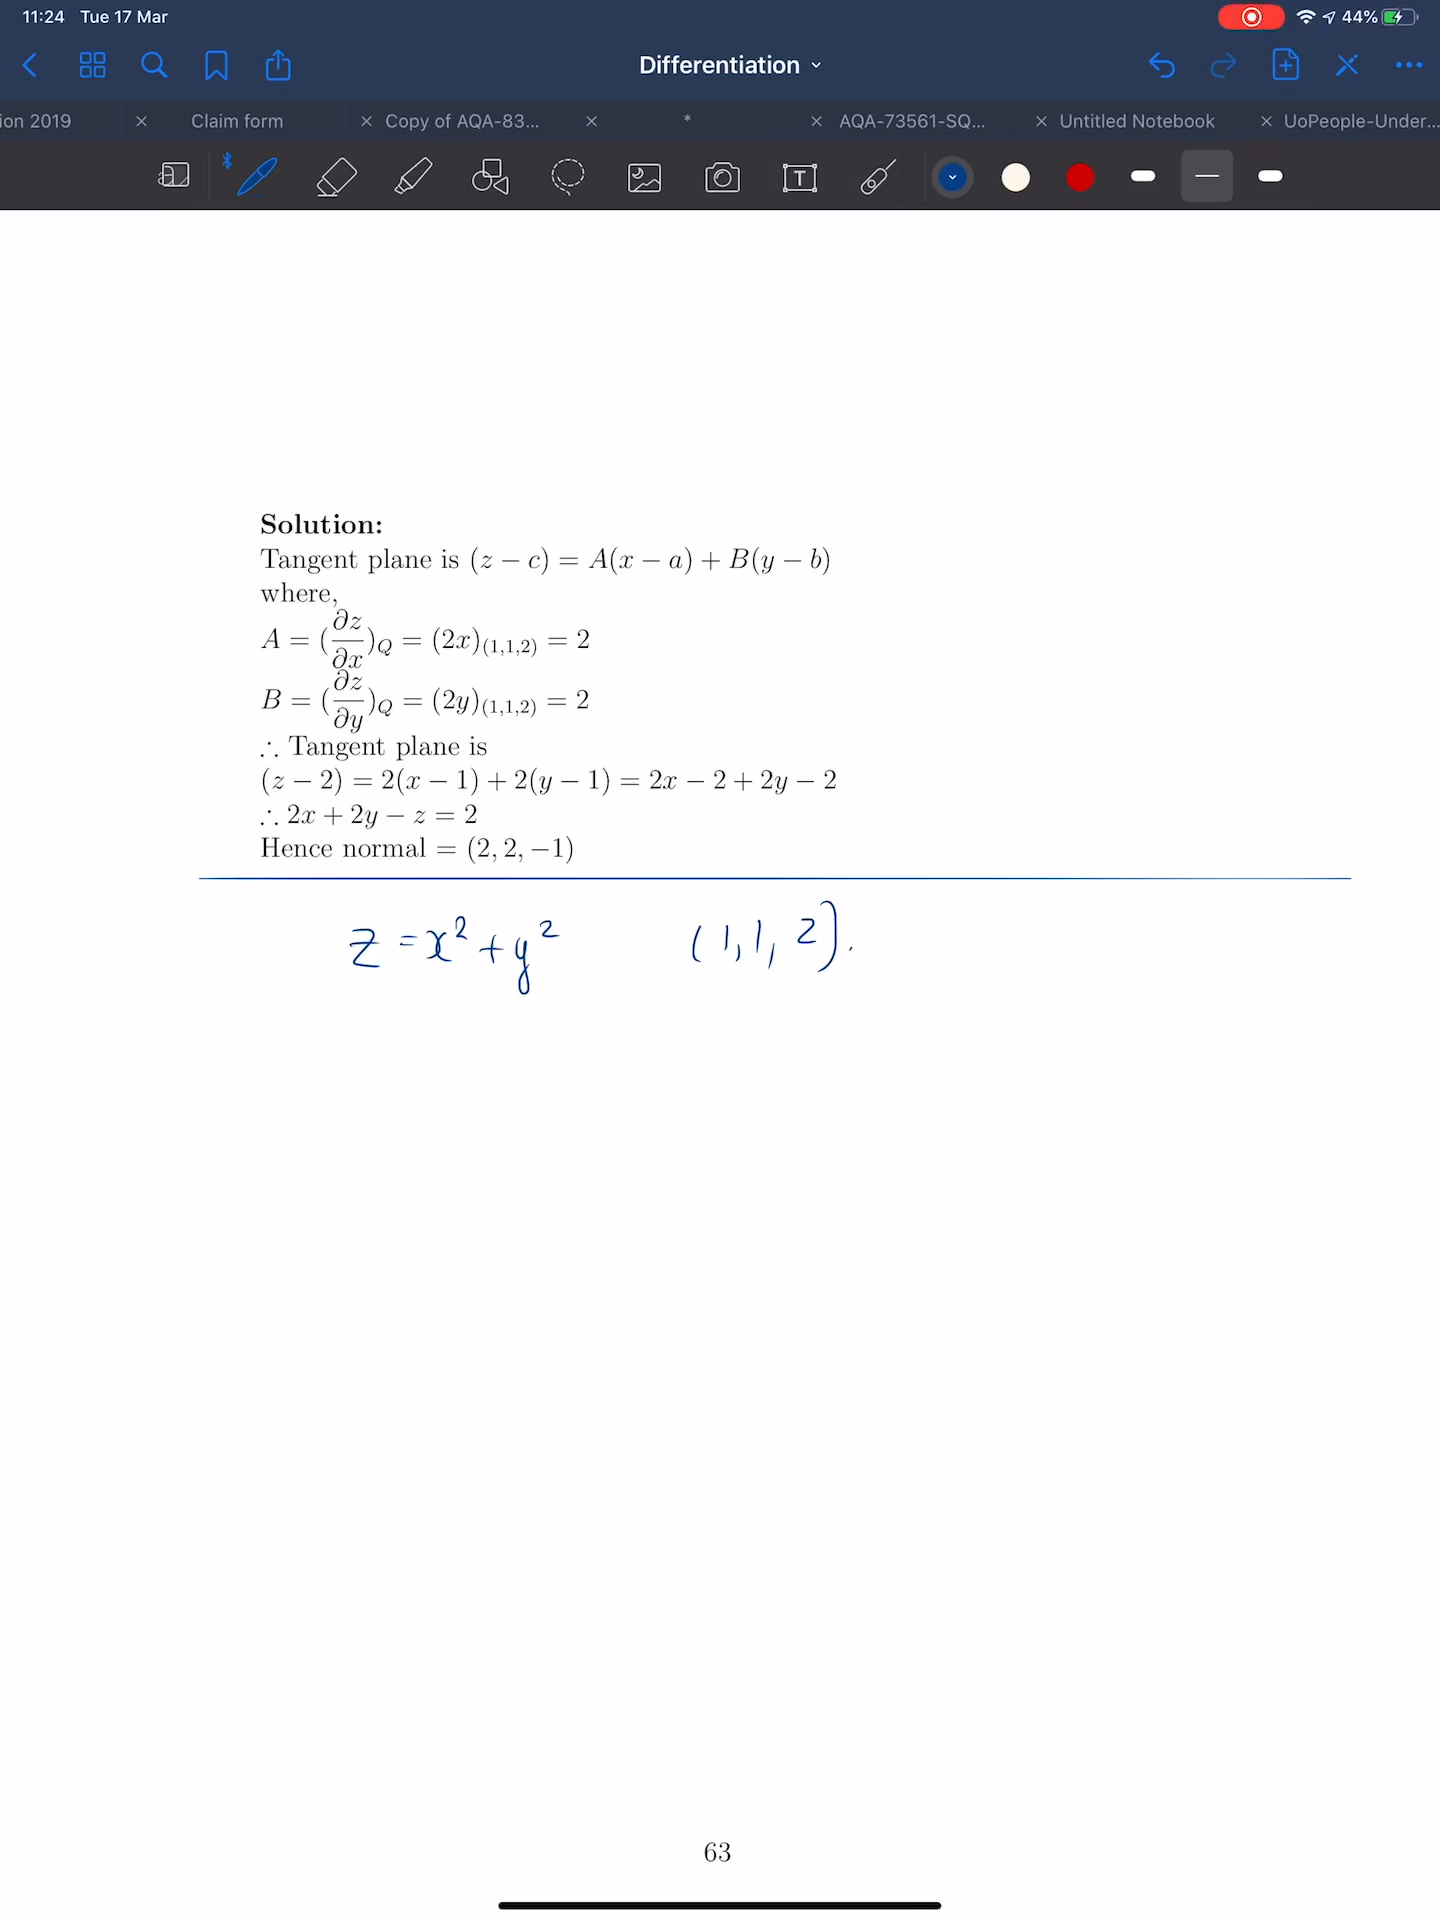 11:24 Tue 17 Mar 44%
Differentiation
ion 2019 × Claim form × Copy of AQA-83... × * × AQA-73561-SQ... × Untitled Notebook × UoPeople-Under...
Solution:
Tangent plane is (z − c) = A(x − a) + B(y − b)
where,
A = (∂z/∂x)_Q = (2x)_(1,1,2) = 2
B = (∂z/∂y)_Q = (2y)_(1,1,2) = 2
∴ Tangent plane is
(z − 2) = 2(x − 1) + 2(y − 1) = 2x − 2 + 2y − 2
∴ 2x + 2y − z = 2
Hence normal = (2, 2, −1)
z = x² + y² (1, 1, 2).
63